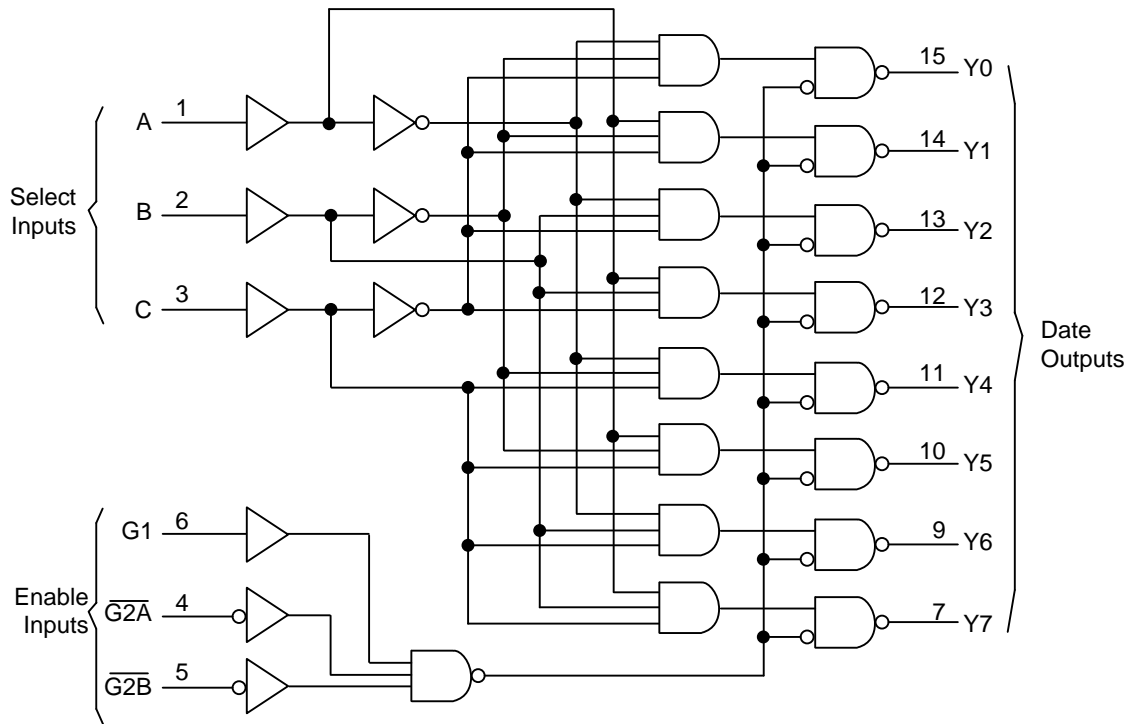 15 Y0
A 1
14 Y1
Select
Inputs
B 2
13 Y2
C 3
12 Y3
Date
Outputs
11 Y4
10 Y5
G1 6
9 Y6
Enable
Inputs
G2A 4
7 Y7
G2B 5